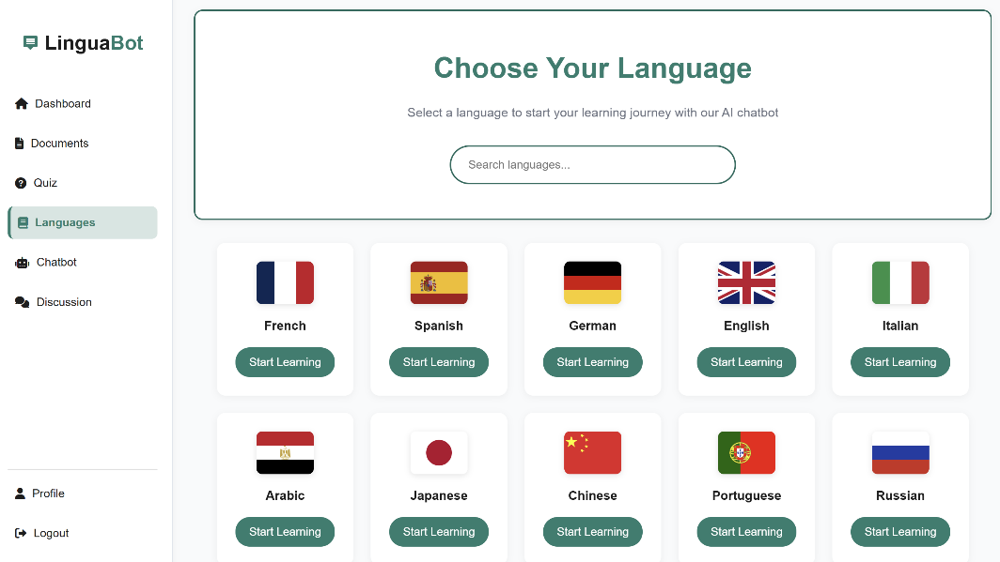 LinguaBot
Dashboard
Documents
Quiz
Languages
Chatbot
Discussion
Profile
Logout
Choose Your Language
Select a language to start your learning journey with our AI chatbot
Search languages...
French
Spanish
German
English
Italian
Start Learning
Start Learning
Start Learning
Start Learning
Start Learning
Arabic
Japanese
Chinese
Portuguese
Russian
Start Learning
Start Learning
Start Learning
Start Learning
Start Learning